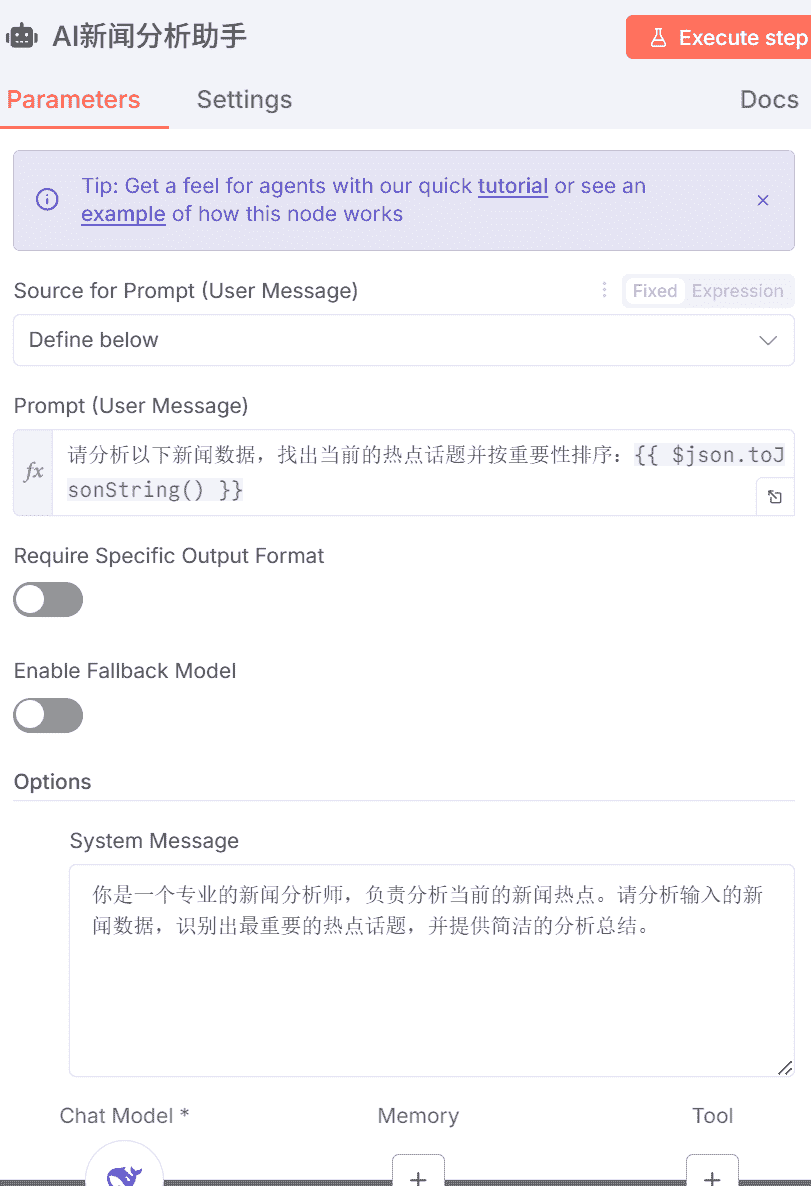 AI新闻分析助手
Execute step
Parameters
Settings
Docs
Tip: Get a feel for agents with our quick tutorial or see an
example of how this node works
Source for Prompt (User Message)
Fixed
Expression
Define below
Prompt (User Message)
fx
请分析以下新闻数据，找出当前的热点话题并按重要性排序：{{ $json.toJ
sonString() }}
Require Specific Output Format
Enable Fallback Model
Options
System Message
你是一个专业的新闻分析师，负责分析当前的新闻热点。请分析输入的新
闻数据，识别出最重要的热点话题，并提供简洁的分析总结。
Chat Model *
Memory
Tool